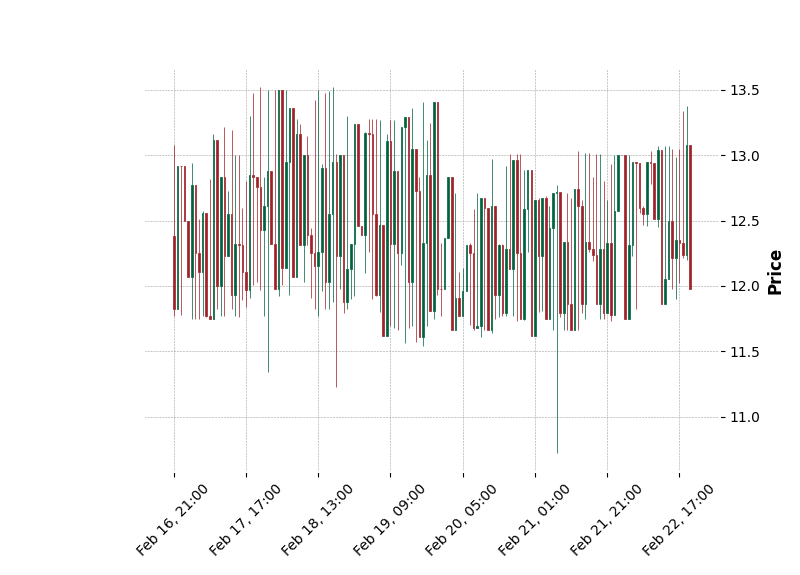 13.5
13.0
12.5
12.0
11.5
11.0
Price
Feb 16, 21:00
Feb 17, 17:00
Feb 18, 13:00
Feb 19, 09:00
Feb 20, 05:00
Feb 21, 01:00
Feb 21, 21:00
Feb 22, 17:00